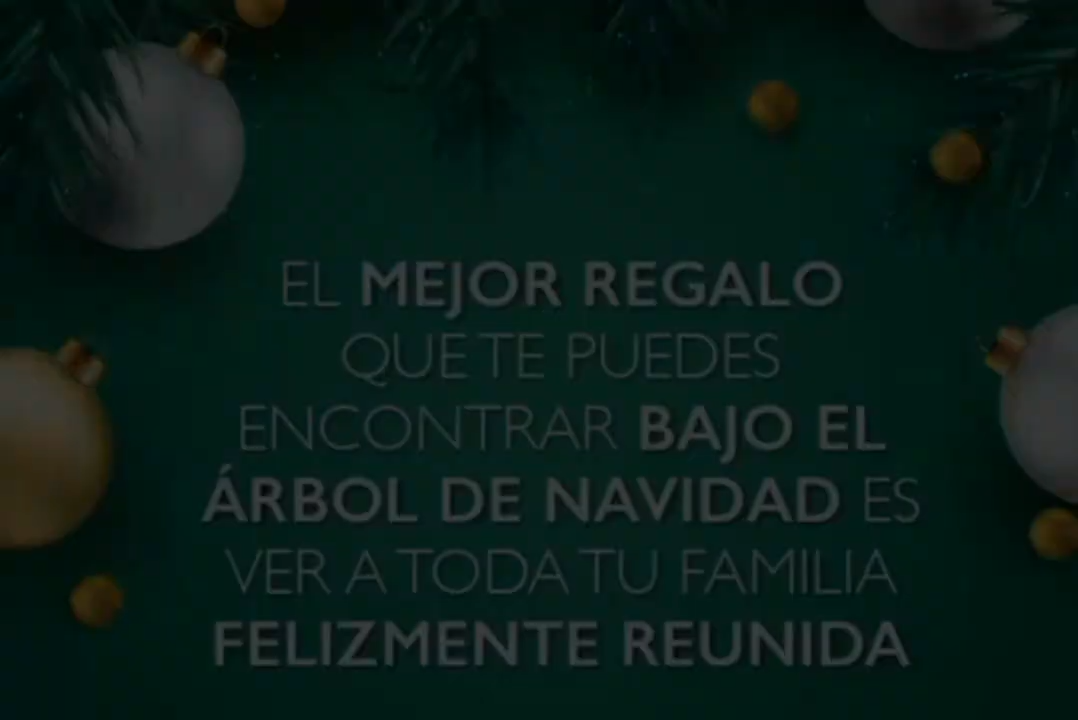 EL MEJOR REGALO
QUE TE PUEDES
ENCONTRAR BAJO EL
ÁRBOL DE NAVIDAD ES
VER A TODA TU FAMILIA
FELIZMENTE REUNIDA